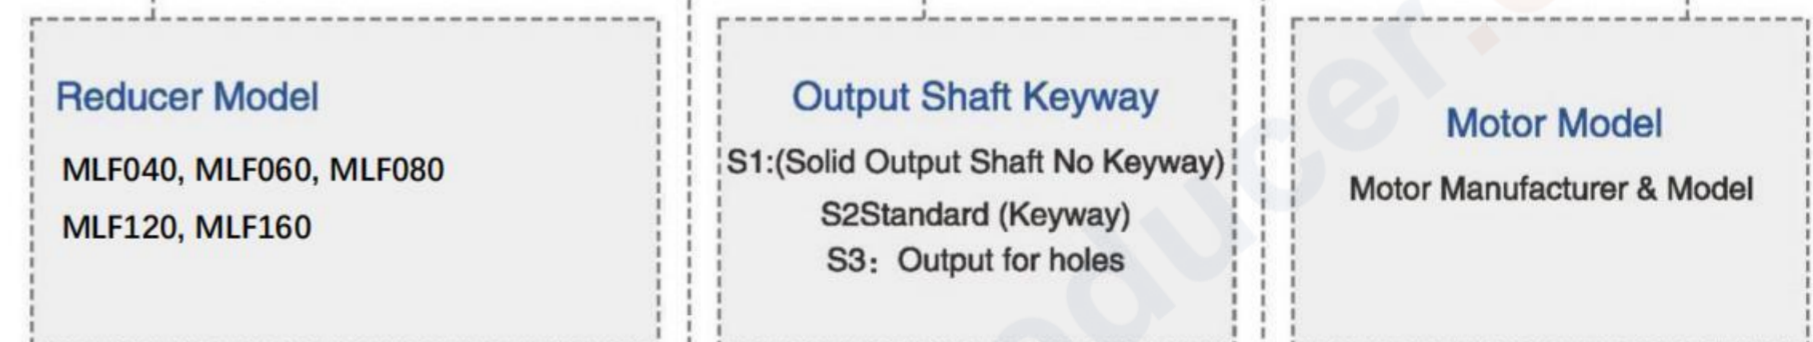 Reducer Model
MLF040, MLF060, MLF080
MLF120, MLF160
Output Shaft Keyway
S1:(Solid Output Shaft No Keyway)
S2Standard (Keyway)
S3：Output for holes
Motor Model
Motor Manufacturer & Model